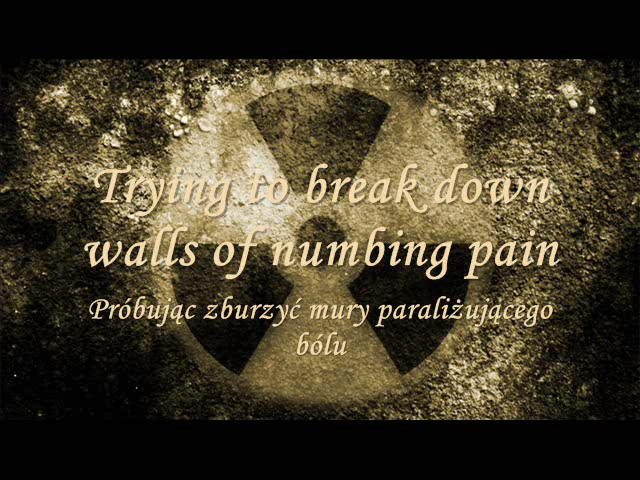 Trying to break down
walls of numbing pain
Próbując zburzyć mury paraliżującego
bólu